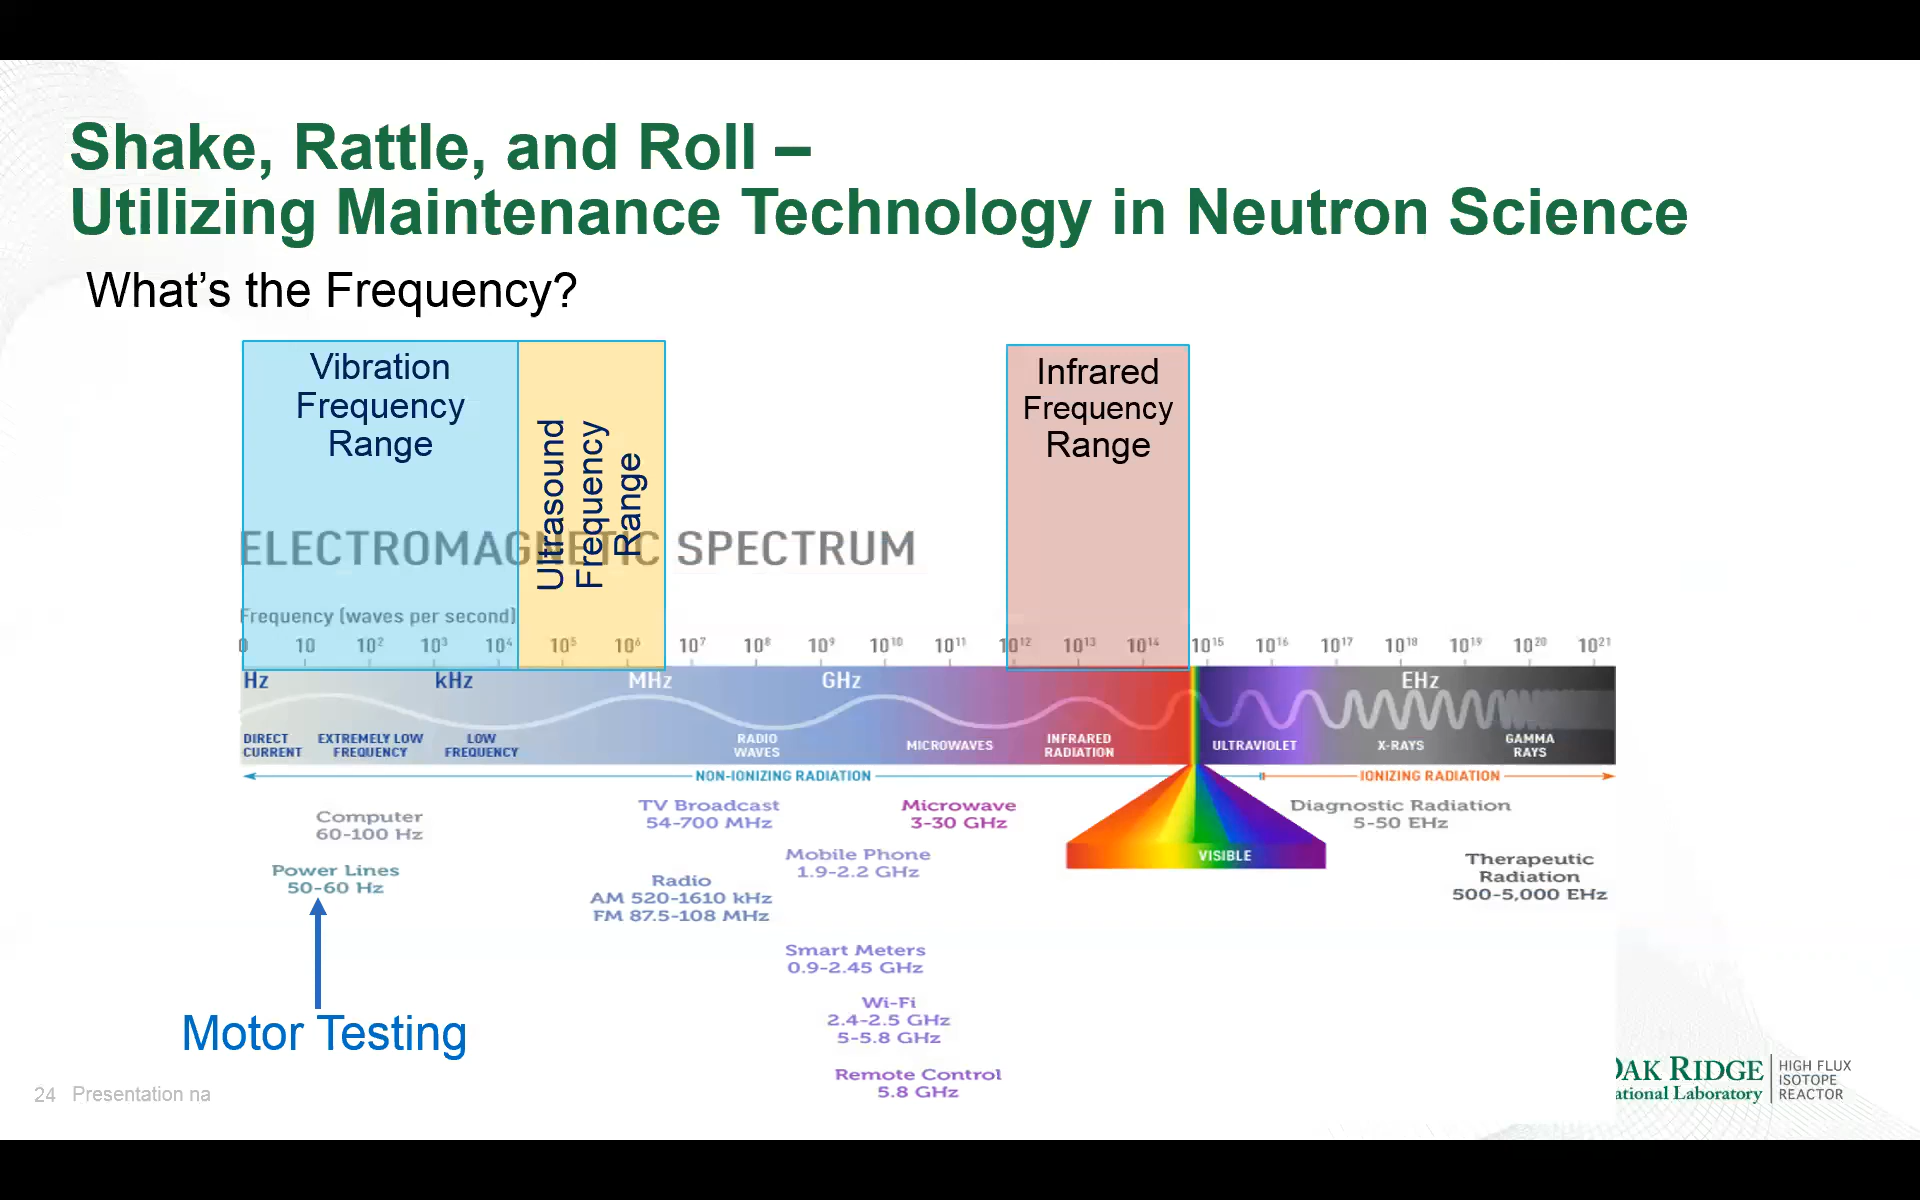 Shake, Rattle, and Roll –
Utilizing Maintenance Technology in Neutron Science
What's the Frequency?
Vibration
Frequency
Range
Ultrasound
Frequency
Range
Infrared
Frequency
Range
ELECTROMAGNETIC SPECTRUM
Frequency (waves per second)
0 10 10² 10³ 10⁴ 10⁵ 10⁶ 10⁷ 10⁸ 10⁹ 10¹⁰ 10¹¹ 10¹² 10¹³ 10¹⁴ 10¹⁵ 10¹⁶ 10¹⁷ 10¹⁸ 10¹⁹ 10²⁰ 10²¹
Hz kHz MHz GHz EHz
DIRECT
CURRENT
EXTREMELY LOW
FREQUENCY
LOW
FREQUENCY
RADIO
WAVES
MICROWAVES
INFRARED
RADIATION
ULTRAVIOLET
X-RAYS
GAMMA
RAYS
NON-IONIZING RADIATION
IONIZING RADIATION
Computer
60-100 Hz
Power Lines
50-60 Hz
TV Broadcast
54-700 MHz
Radio
AM 520-1610 kHz
FM 87.5-108 MHz
Microwave
3-30 GHz
Mobile Phone
1.9-2.2 GHz
Smart Meters
0.9-2.45 GHz
Wi-Fi
2.4-2.5 GHz
5-5.8 GHz
Remote Control
5.8 GHz
VISIBLE
Diagnostic Radiation
5-50 EHz
Therapeutic
Radiation
500-5,000 EHz
Motor Testing
24 Presentation na
OAK RIDGE
ational Laboratory
HIGH FLUX
ISOTOPE
REACTOR